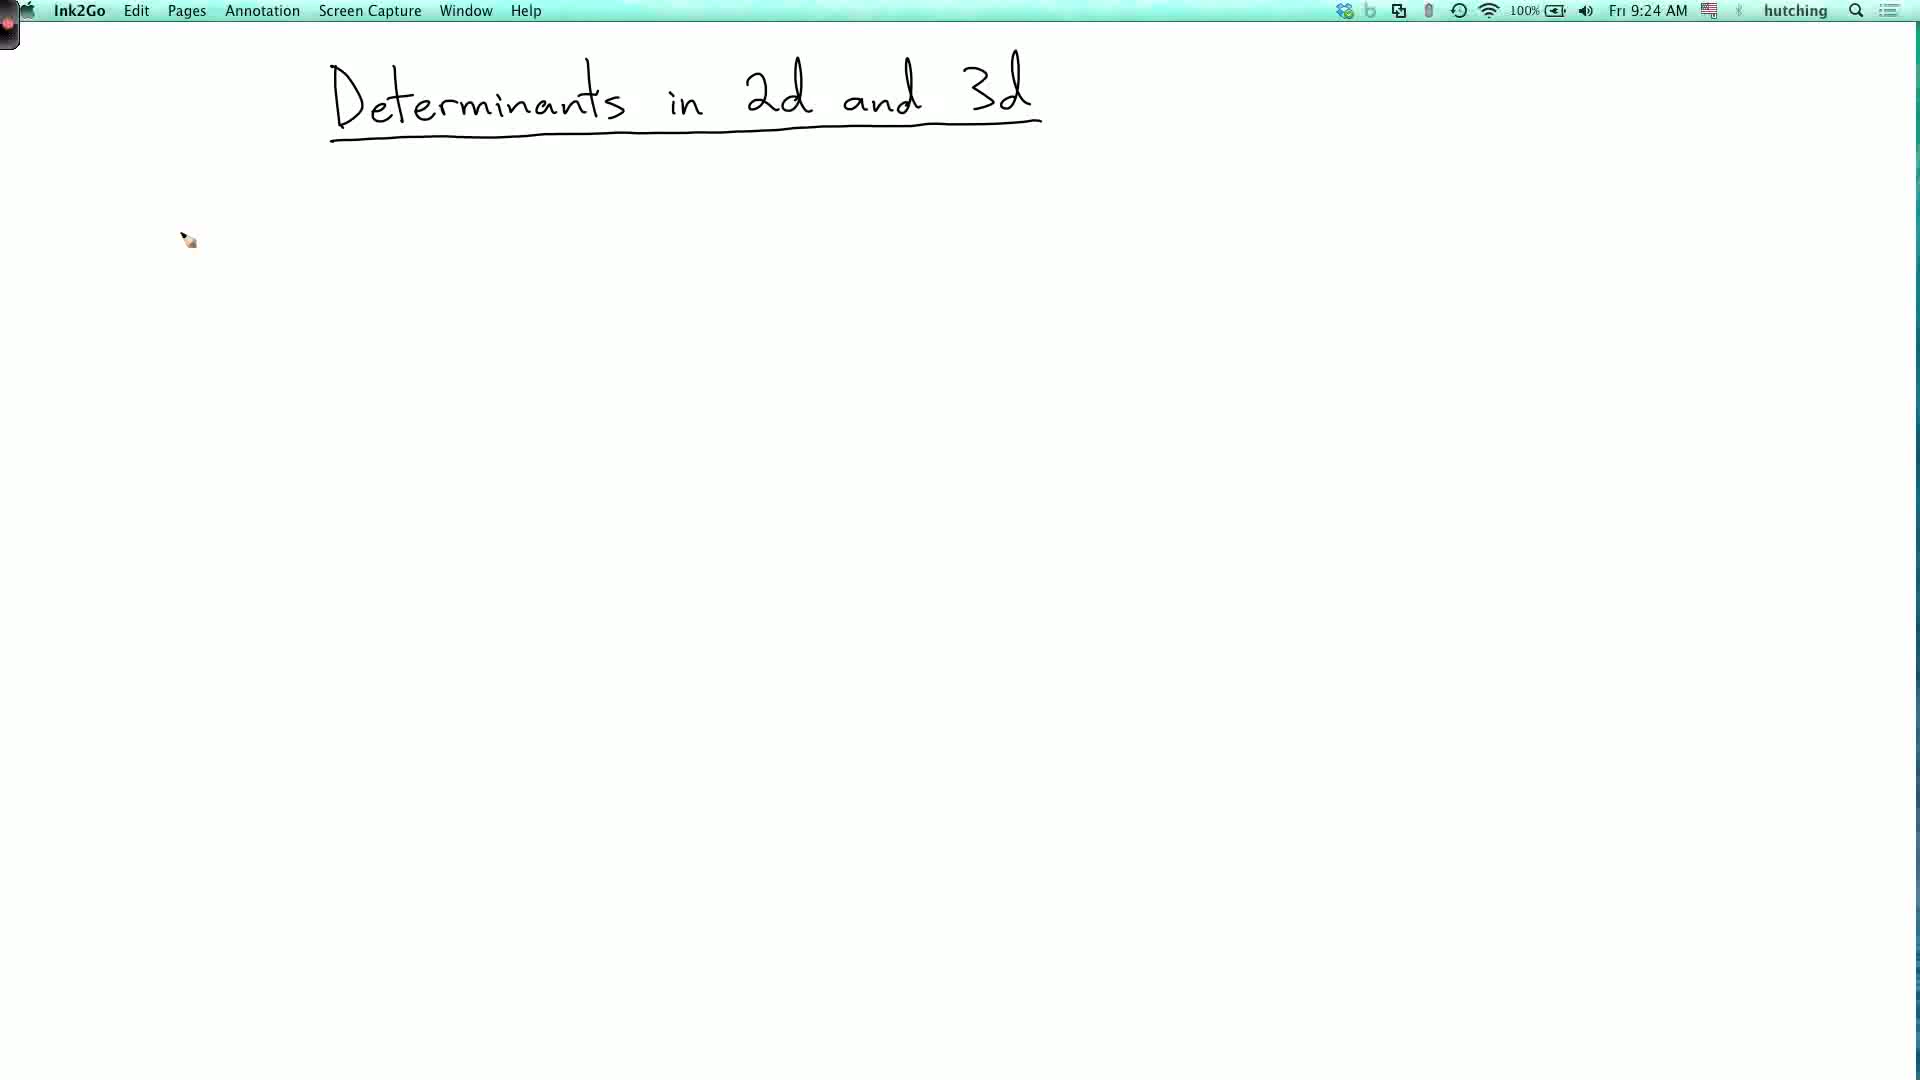 Ink2Go Edit Pages Annotation Screen Capture Window Help 100% Fri 9:24 AM hutching
Determinants in 2d and 3d